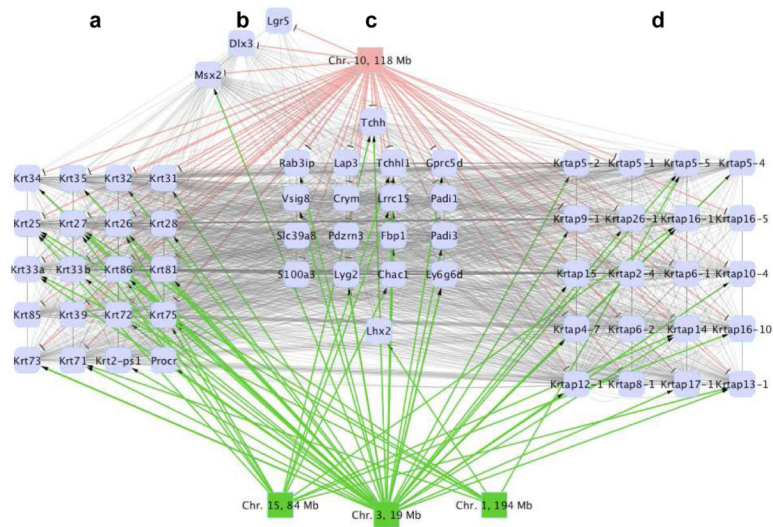 a b c d
Lgr5
Dlx3
Msx2
Chr. 10, 118 Mb
Tchh
Rab3ip Lap3 Tchhl1 Gprc5d
Krtap5-2 Krtap5-1 Krtap5-5 Krtap5-4
Krt34 Krt35 Krt32 Krt31
Vsig8 Crym Lrrc15 Padi1
Krt25 Krt27 Krt26 Krt28
Krtap9-1 Krtap26-1 Krtap16-1 Krtap16-5
Slc39a8 Pdzrn3 Fbp1 Padi3
Krt33a Krt33b Krt86 Krt81
S100a3 Lyg2 Chac1 Ly6g6d
Krtap15 Krtap2-4 Krtap6-1 Krtap10-4
Krt85 Krt39 Krt72 Krt75
Lhx2
Krtap4-7 Krtap6-2 Krtap14 Krtap16-10
Krt73 Krt71 Krt2-ps1 Procr
Krtap12-1 Krtap8-1 Krtap17-1 Krtap13-1
Chr. 15, 84 Mb Chr. 3, 19 Mb Chr. 1, 194 Mb